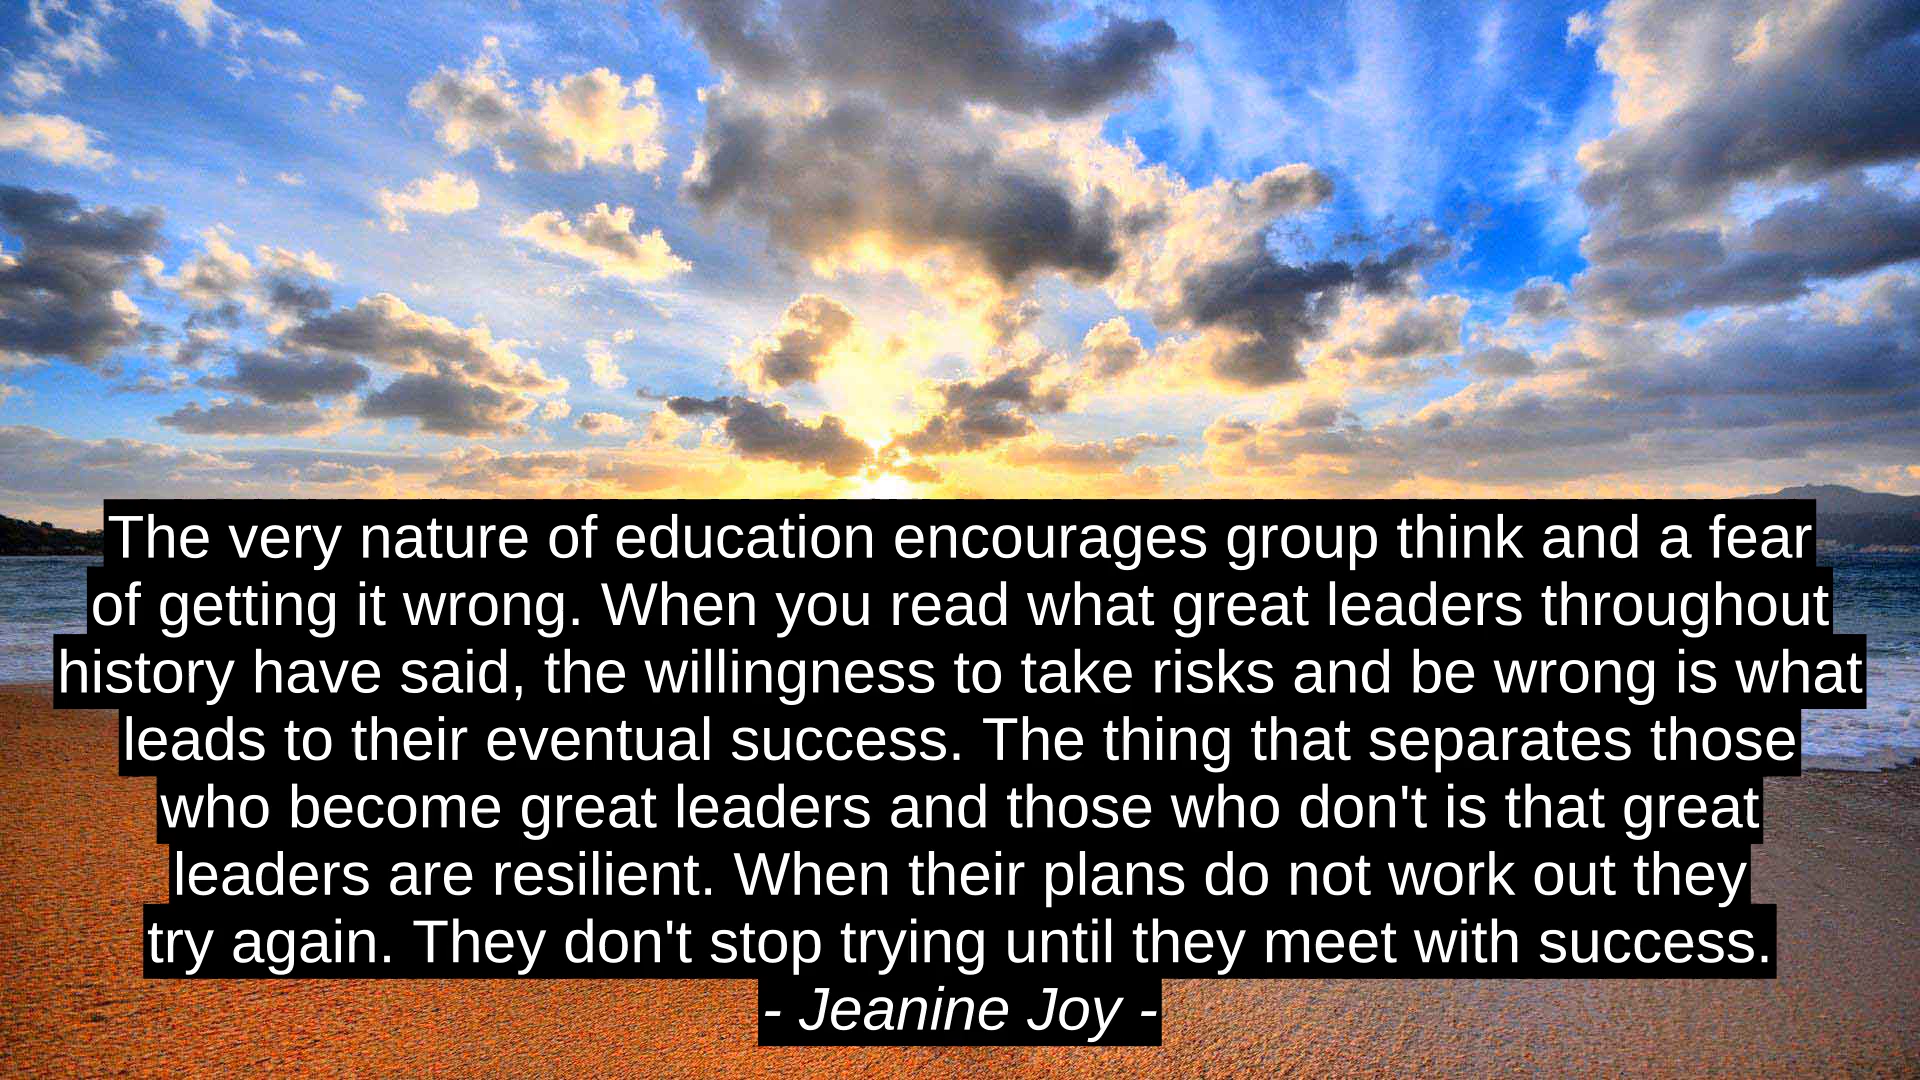 The very nature of education encourages group think and a fear
of getting it wrong. When you read what great leaders throughout
history have said, the willingness to take risks and be wrong is what
leads to their eventual success. The thing that separates those
who become great leaders and those who don't is that great
leaders are resilient. When their plans do not work out they
try again. They don't stop trying until they meet with success.
- Jeanine Joy -